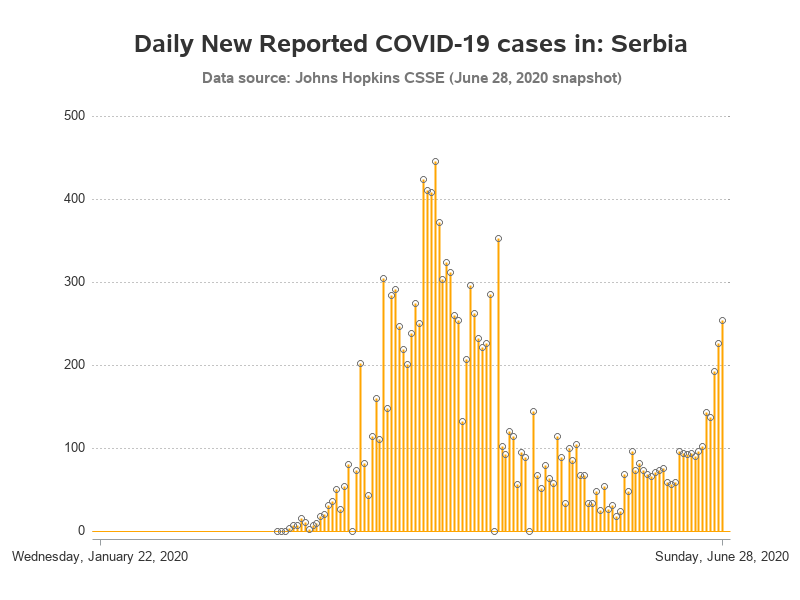 Daily New Reported COVID-19 cases in: Serbia
Data source: Johns Hopkins CSSE (June 28, 2020 snapshot)
500
400
300
200
100
0
Wednesday, January 22, 2020
Sunday, June 28, 2020